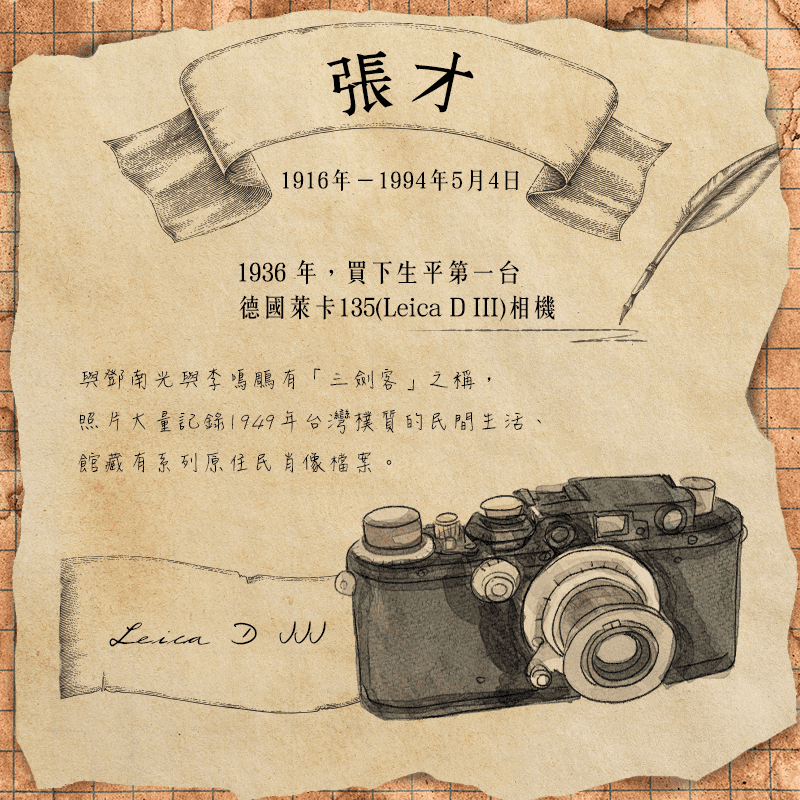 張才
1916年－1994年5月4日
1936 年，買下生平第一台
德國萊卡135(Leica D III)相機
與鄧南光與李鳴鵰有「三劍客」之稱，
照片大量記錄1949年台灣樸質的民間生活、
館藏有系列原住民肖像檔案。
Leica D III